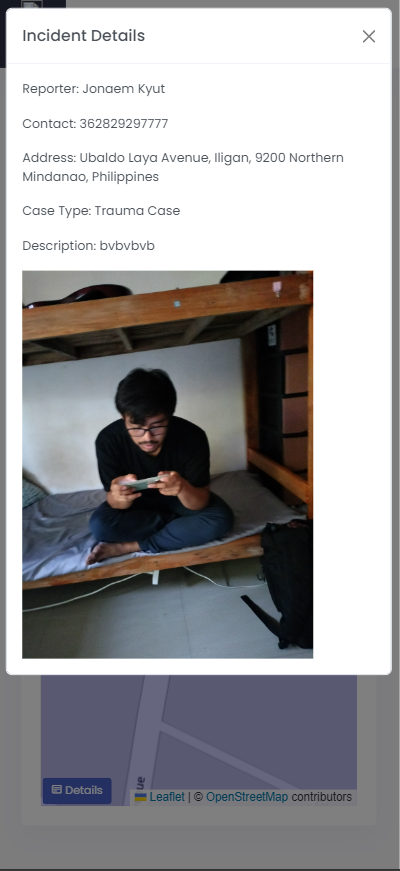 Incident Details
Reporter: Jonaem Kyut
Contact: 362829297777
Address: Ubaldo Laya Avenue, Iligan, 9200 Northern
Mindanao, Philippines
Case Type: Trauma Case
Description: bvbvbvb
ue
Details
Leaflet | © OpenStreetMap contributors